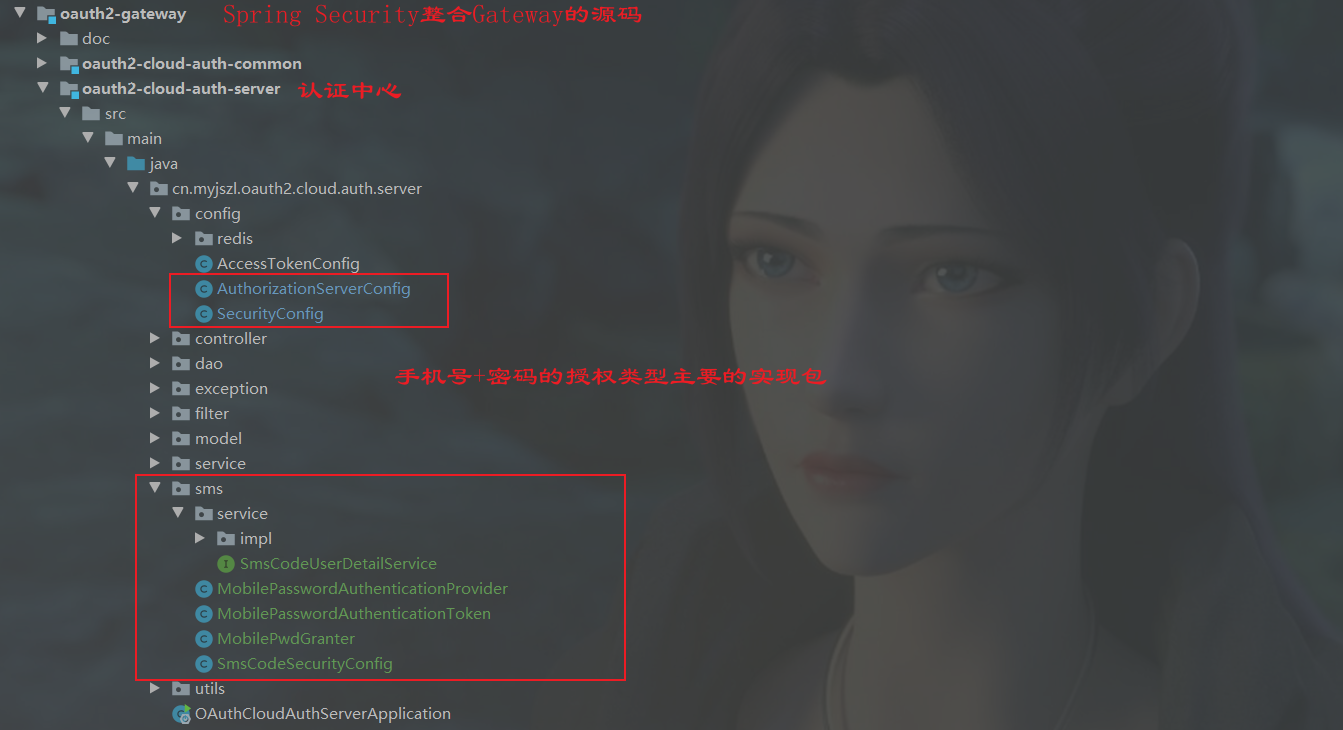 oauth2-gateway Spring Security整合Gateway的源码
doc
oauth2-cloud-auth-common
oauth2-cloud-auth-server 认证中心
src
main
java
cn.myjszl.oauth2.cloud.auth.server
config
redis
AccessTokenConfig
AuthorizationServerConfig
SecurityConfig
controller
dao
手机号+密码的授权类型主要的实现包
exception
filter
model
service
sms
service
impl
SmsCodeUserDetailService
MobilePasswordAuthenticationProvider
MobilePasswordAuthenticationToken
MobilePwdGranter
SmsCodeSecurityConfig
utils
OAuthCloudAuthServerApplication